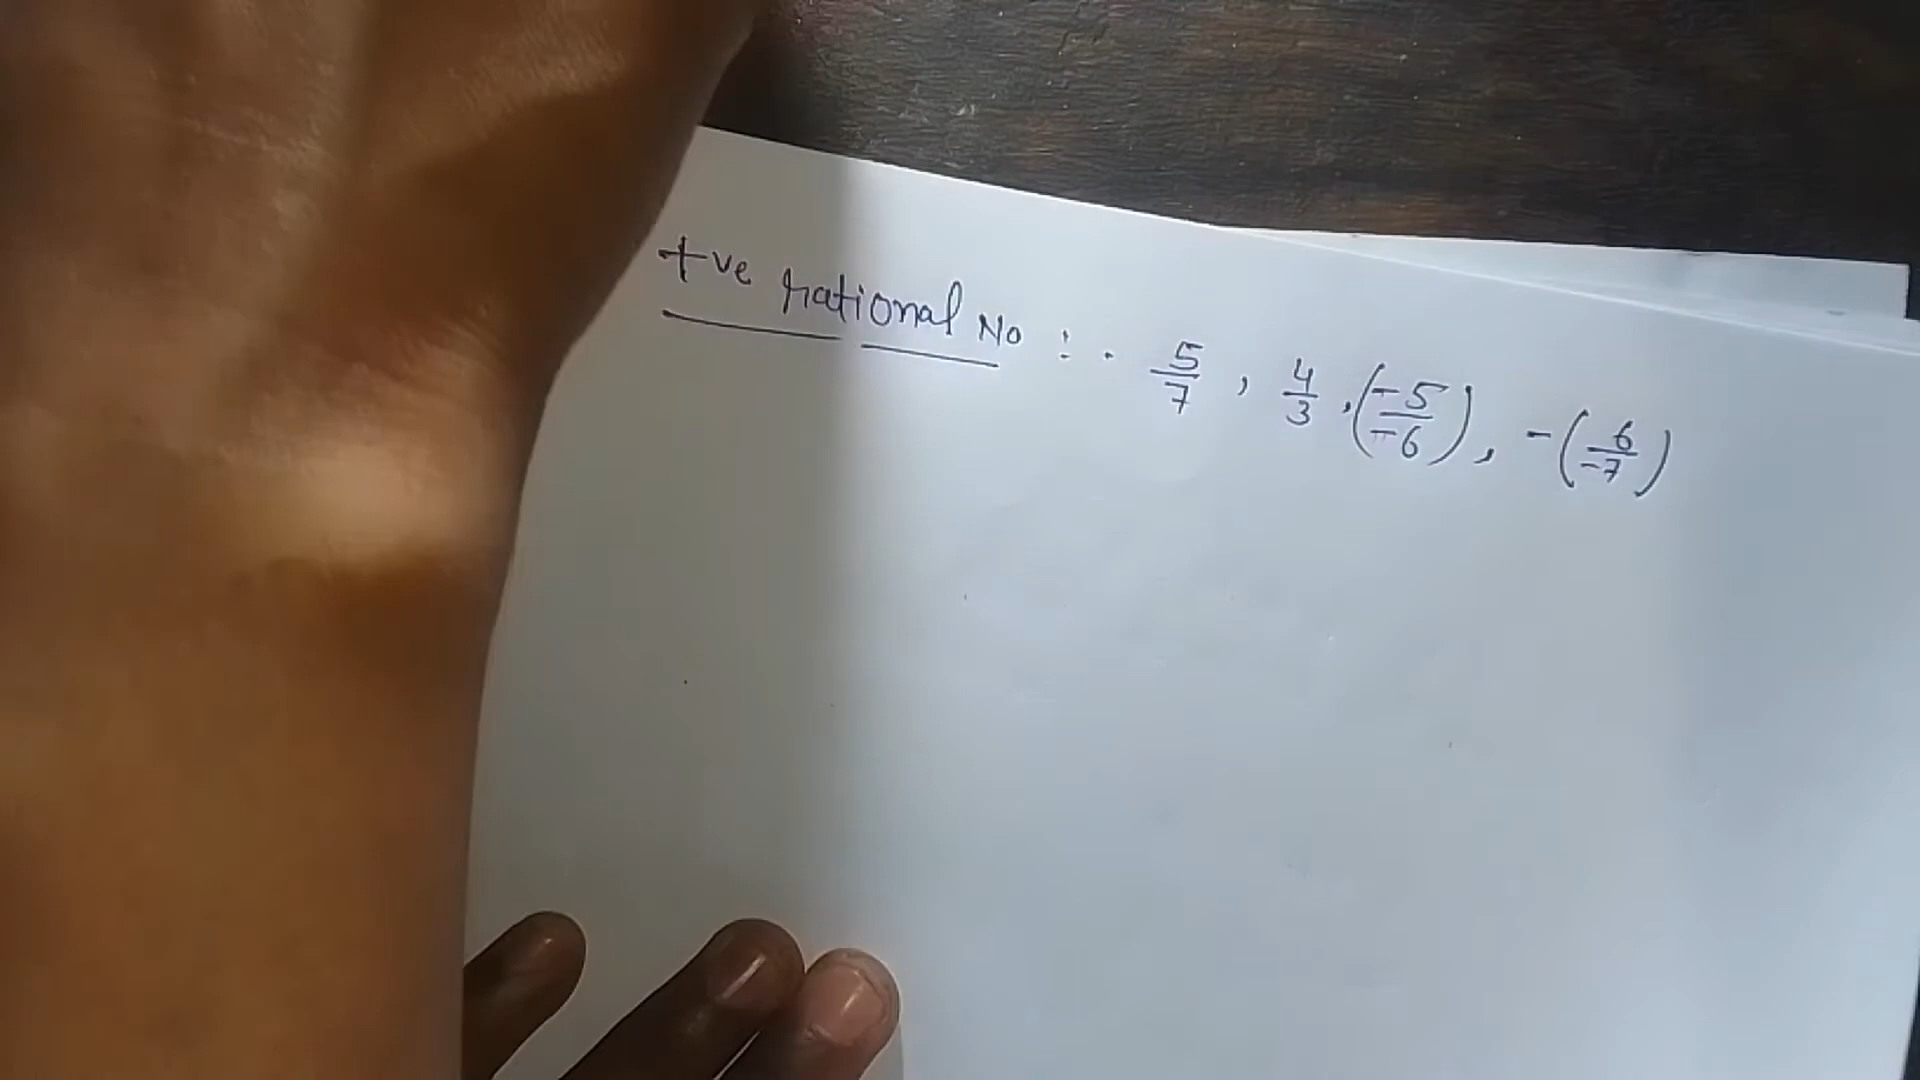 +ve rational No :- 5/7 , 4/3 , (-5/-6) , -(6/-7)